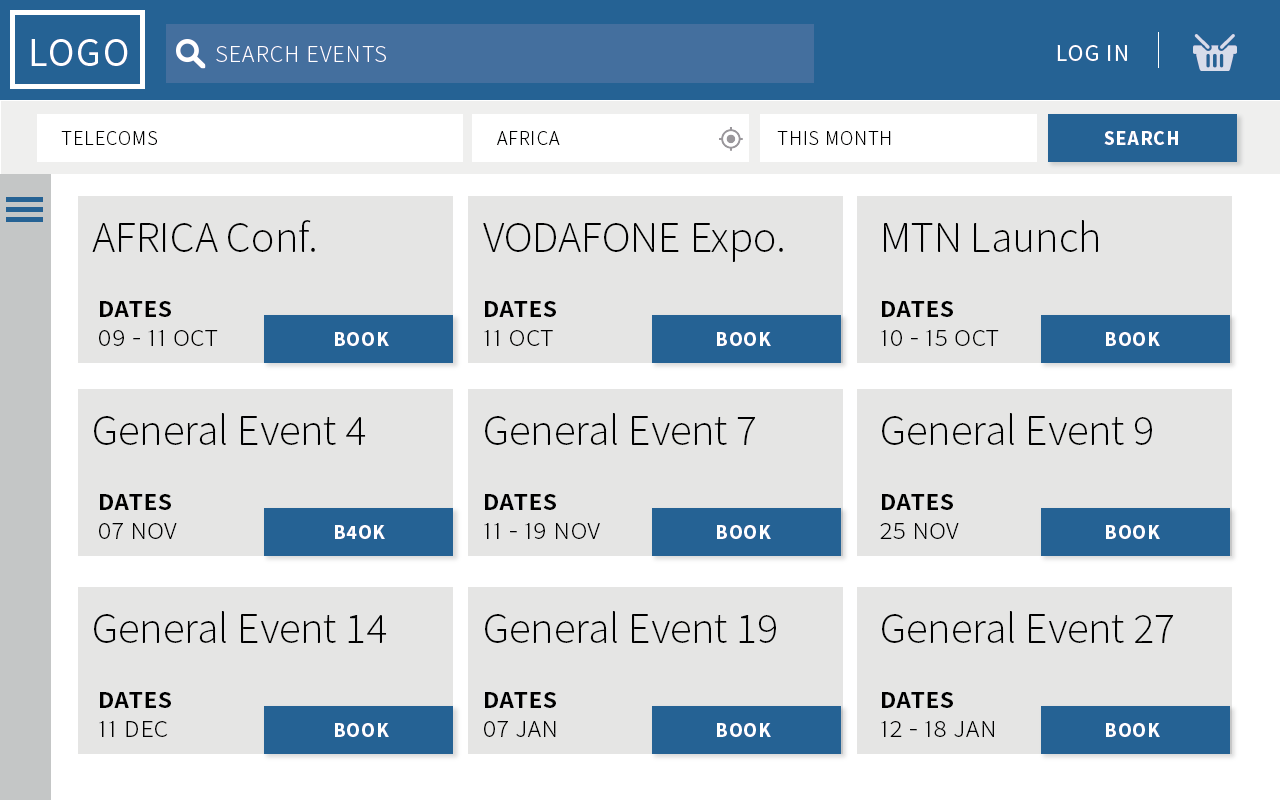 LOGO
SEARCH EVENTS
LOG IN
TELECOMS
AFRICA
THIS MONTH
SEARCH
AFRICA Conf.
DATES
09 - 11 OCT
BOOK
VODAFONE Expo.
DATES
11 OCT
BOOK
MTN Launch
DATES
10 - 15 OCT
BOOK
General Event 4
DATES
07 NOV
B4OK
General Event 7
DATES
11 - 19 NOV
BOOK
General Event 9
DATES
25 NOV
BOOK
General Event 14
DATES
11 DEC
BOOK
General Event 19
DATES
07 JAN
BOOK
General Event 27
DATES
12 - 18 JAN
BOOK